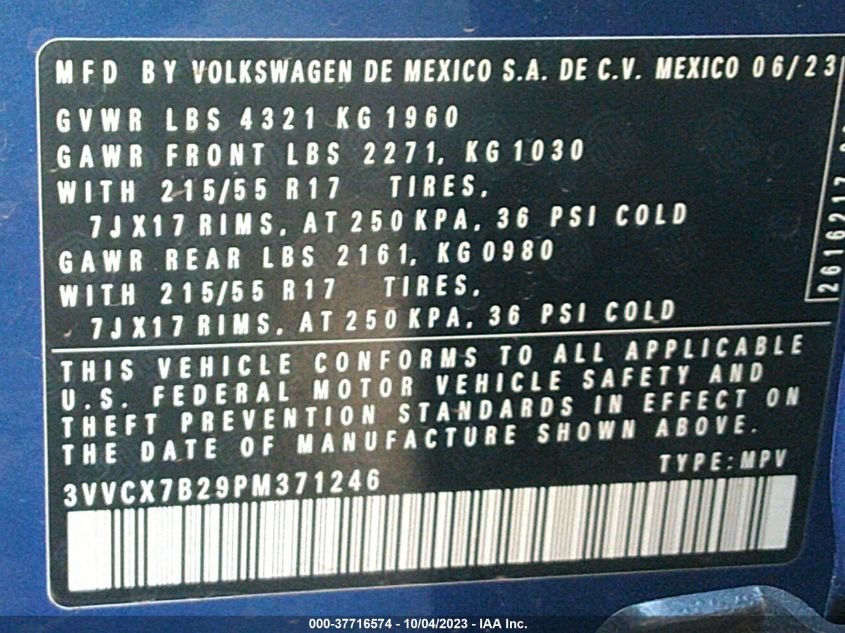 MFD BY VOLKSWAGEN DE MEXICO S.A. DE C.V. MEXICO 06/23
GVWR LBS 4321 KG 1960
GAWR FRONT LBS 2271, KG 1030
WITH 215/55 R17 TIRES,
7JX17 RIMS, AT 250 KPA, 36 PSI COLD
GAWR REAR LBS 2161, KG 0980
WITH 215/55 R17 TIRES,
7JX17 RIMS, AT 250 KPA, 36 PSI COLD
THIS VEHICLE CONFORMS TO ALL APPLICABLE
U.S. FEDERAL MOTOR VEHICLE SAFETY AND
THEFT PREVENTION STANDARDS IN EFFECT ON
THE DATE OF MANUFACTURE SHOWN ABOVE.
TYPE: MPV
3VVCX7B29PM371246
2616217
000-37716574 - 10/04/2023 - IAA Inc.